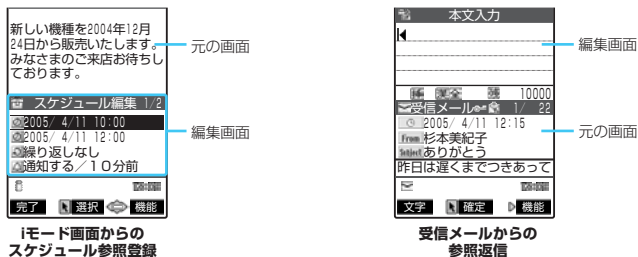 新しい機種を2004年12月
24日から販売いたします。
みなさまのご来店お待ちし
ております。
元の画面
スケジュール編集 1/2
2005/ 4/11 10:00
2005/ 4/11 12:00
繰り返しなし
通知する/10分前
編集画面
完了 選択 機能
iモード画面からの
スケジュール参照登録
本文入力
編集画面
10000
受信メール 1/ 22
2005/ 4/11 12:15
From 杉本美紀子
ありがとう
昨日は遅くまでつきあって
元の画面
文字 確定 機能
受信メールからの
参照返信